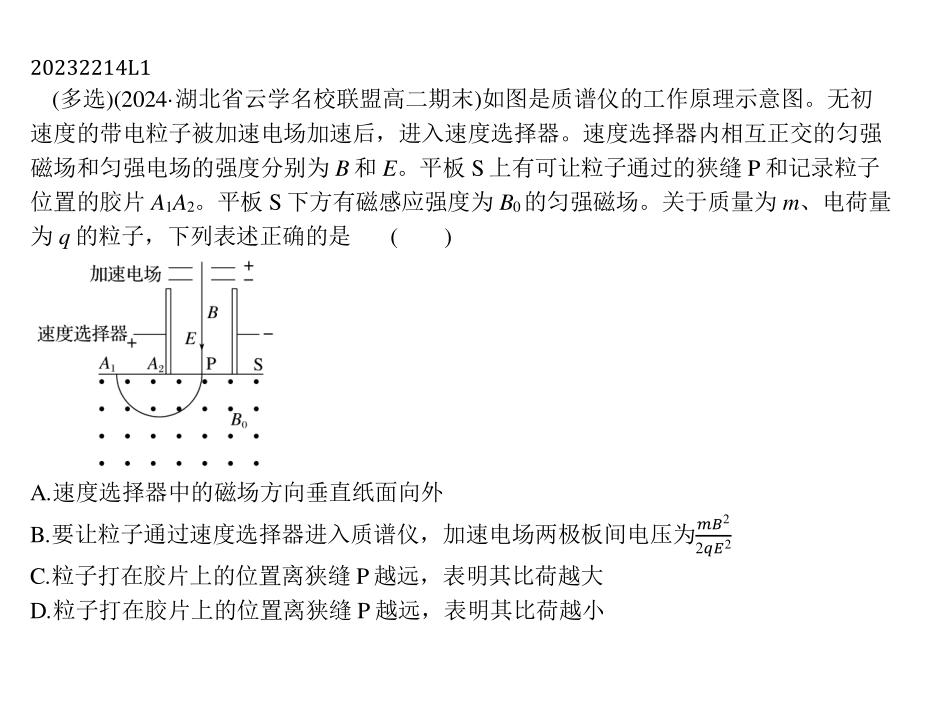 20232214L1
(多选)(2024·湖北省云学名校联盟高二期末)如图是质谱仪的工作原理示意图。无初
速度的带电粒子被加速电场加速后，进入速度选择器。速度选择器内相互正交的匀强
磁场和匀强电场的强度分别为 B 和 E。平板 S 上有可让粒子通过的狭缝 P 和记录粒子
位置的胶片 A₁A₂。平板 S 下方有磁感应强度为 B₀的匀强磁场。关于质量为 m、电荷量
为 q 的粒子，下列表述正确的是 ( )
加速电场 + −
B
速度选择器 + E −
A₁ A₂ P S
B₀
A.速度选择器中的磁场方向垂直纸面向外
B.要让粒子通过速度选择器进入质谱仪，加速电场两极板间电压为mB²/2qE²
C.粒子打在胶片上的位置离狭缝 P 越远，表明其比荷越大
D.粒子打在胶片上的位置离狭缝 P 越远，表明其比荷越小